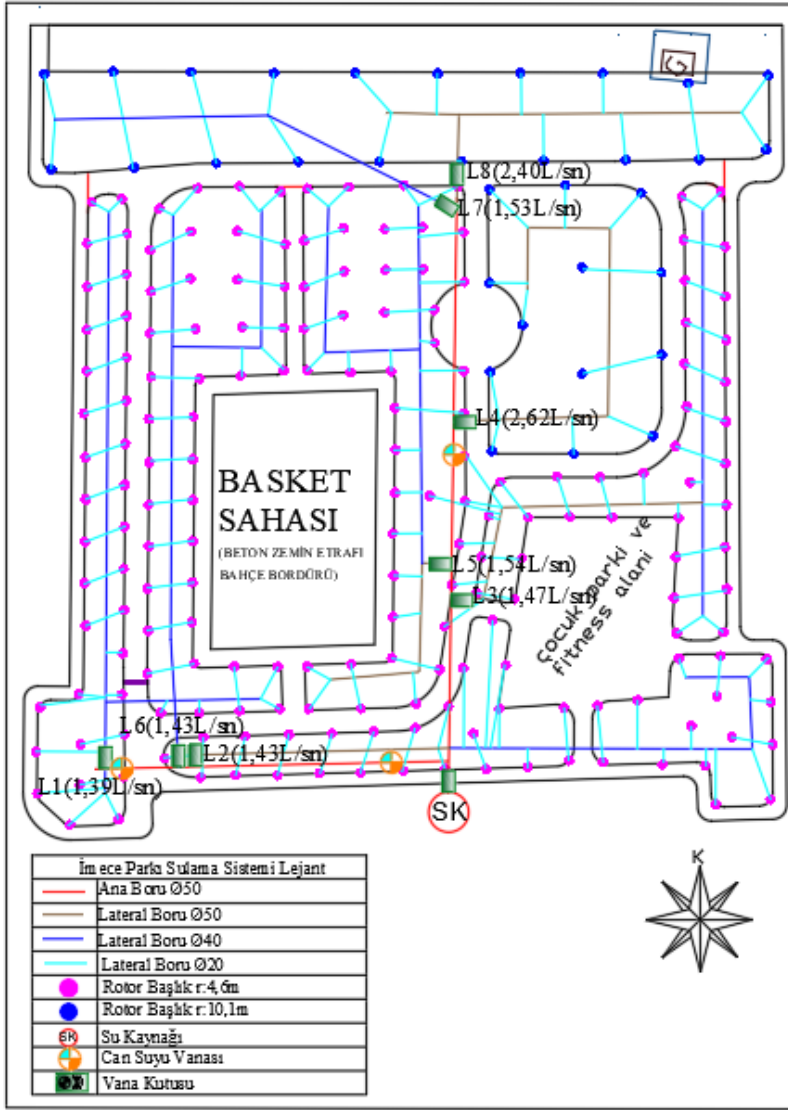 G
L8(2,40L/sn)
L7(1,53L/sn)
L4(2,62L/sn)
BASKET
SAHASI
(BETON ZEMİN ETRAFI
BAHÇE BORDÜRÜ)
L5(1,54L/sn)
L3(1,47L/sn)
çocuk parki ve
fitness alani
L6(1,43L/sn)
L2(1,43L/sn)
L1(1,39L/sn)
SK
İmece Parkı Sulama Sistemi Lejant
Ana Boru Ø50
Lateral Boru Ø50
Lateral Boru Ø40
Lateral Boru Ø20
Rotor Başlık r:4,6m
Rotor Başlık r:10,1m
SK Su Kaynağı
Can Suyu Vanası
Vana Kutusu
K